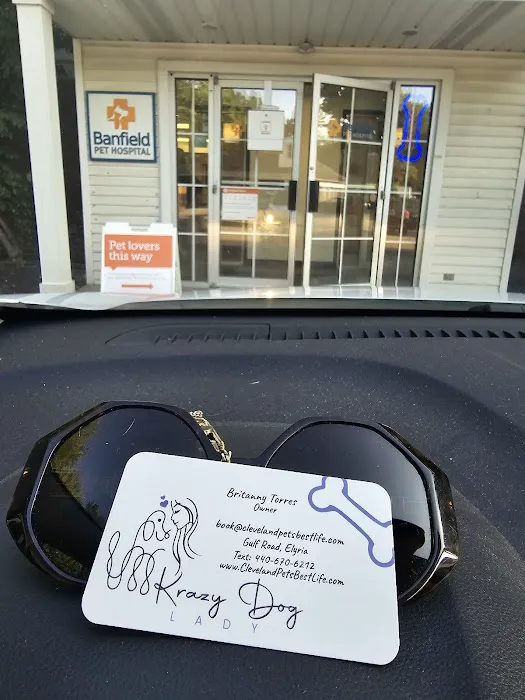 Banfield
PET HOSPITAL
Pet lovers
this way
Britanny Torres
Owner
book@clevelandpetsbestlife.com
Gulf Road, Elyria
Text: 440-670-6212
www.ClevelandPetsBestLife.com
Krazy Dog
LADY